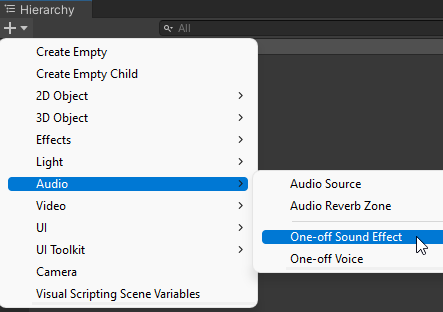 Hierarchy
All
Create Empty
Create Empty Child
2D Object
3D Object
Effects
Light
Audio
Video
UI
UI Toolkit
Camera
Visual Scripting Scene Variables
Audio Source
Audio Reverb Zone
One-off Sound Effect
One-off Voice